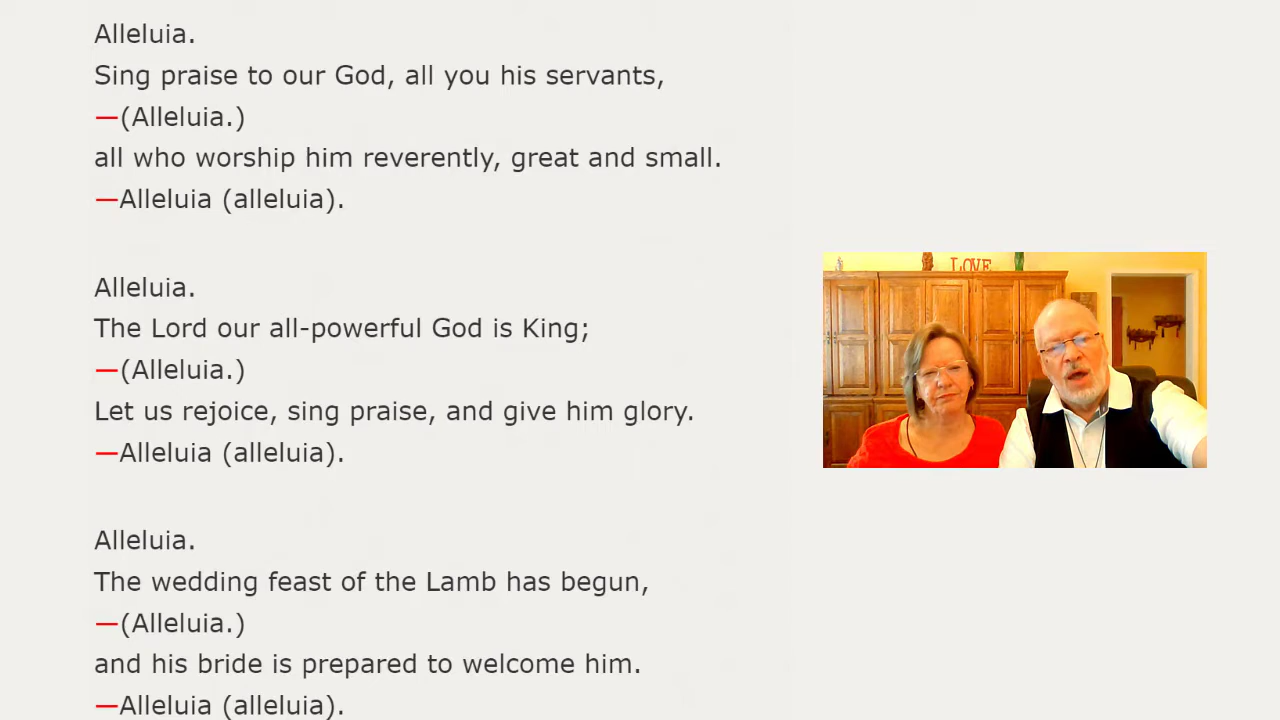 Alleluia.
Sing praise to our God, all you his servants,
—(Alleluia.)
all who worship him reverently, great and small.
—Alleluia (alleluia).
Alleluia.
The Lord our all-powerful God is King;
—(Alleluia.)
Let us rejoice, sing praise, and give him glory.
—Alleluia (alleluia).
Alleluia.
The wedding feast of the Lamb has begun,
—(Alleluia.)
and his bride is prepared to welcome him.
—Alleluia (alleluia).
LOVE